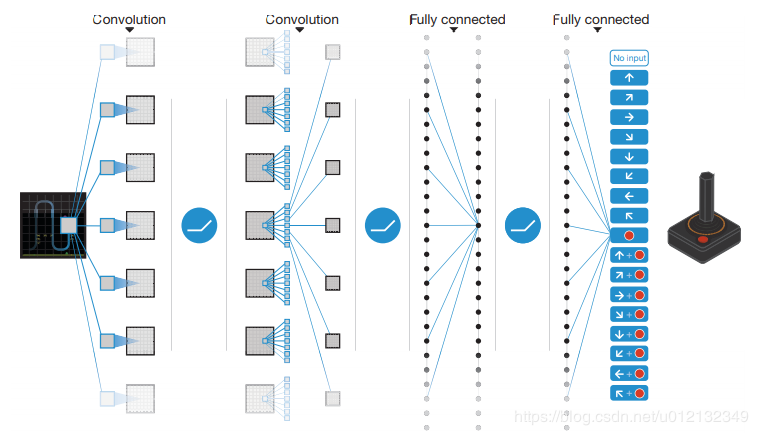 Convolution
Convolution
Fully connected
Fully connected
No input
https://blog.csdn.net/u012132349